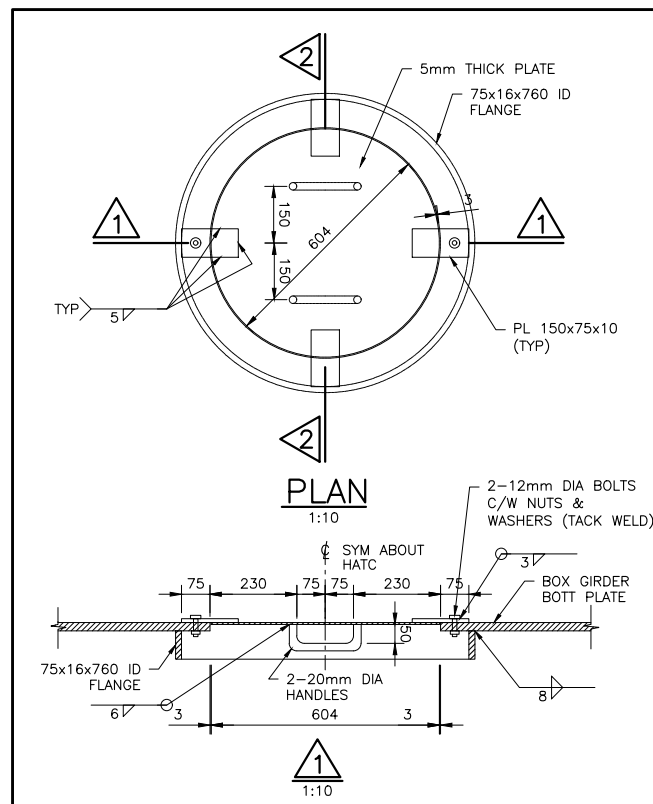 2
5mm THICK PLATE
75x16x760 ID
FLANGE
3
1
1
150
604
150
TYP
5
PL 150x75x10
(TYP)
2
PLAN
1:10
2-12mm DIA BOLTS
C/W NUTS &
WASHERS (TACK WELD)
℄ SYM ABOUT
HATC
3
75
230
75
75
230
75
BOX GIRDER
BOTT PLATE
50
75x16x760 ID
FLANGE
2-20mm DIA
HANDLES
8
6
3
604
3
1
1:10